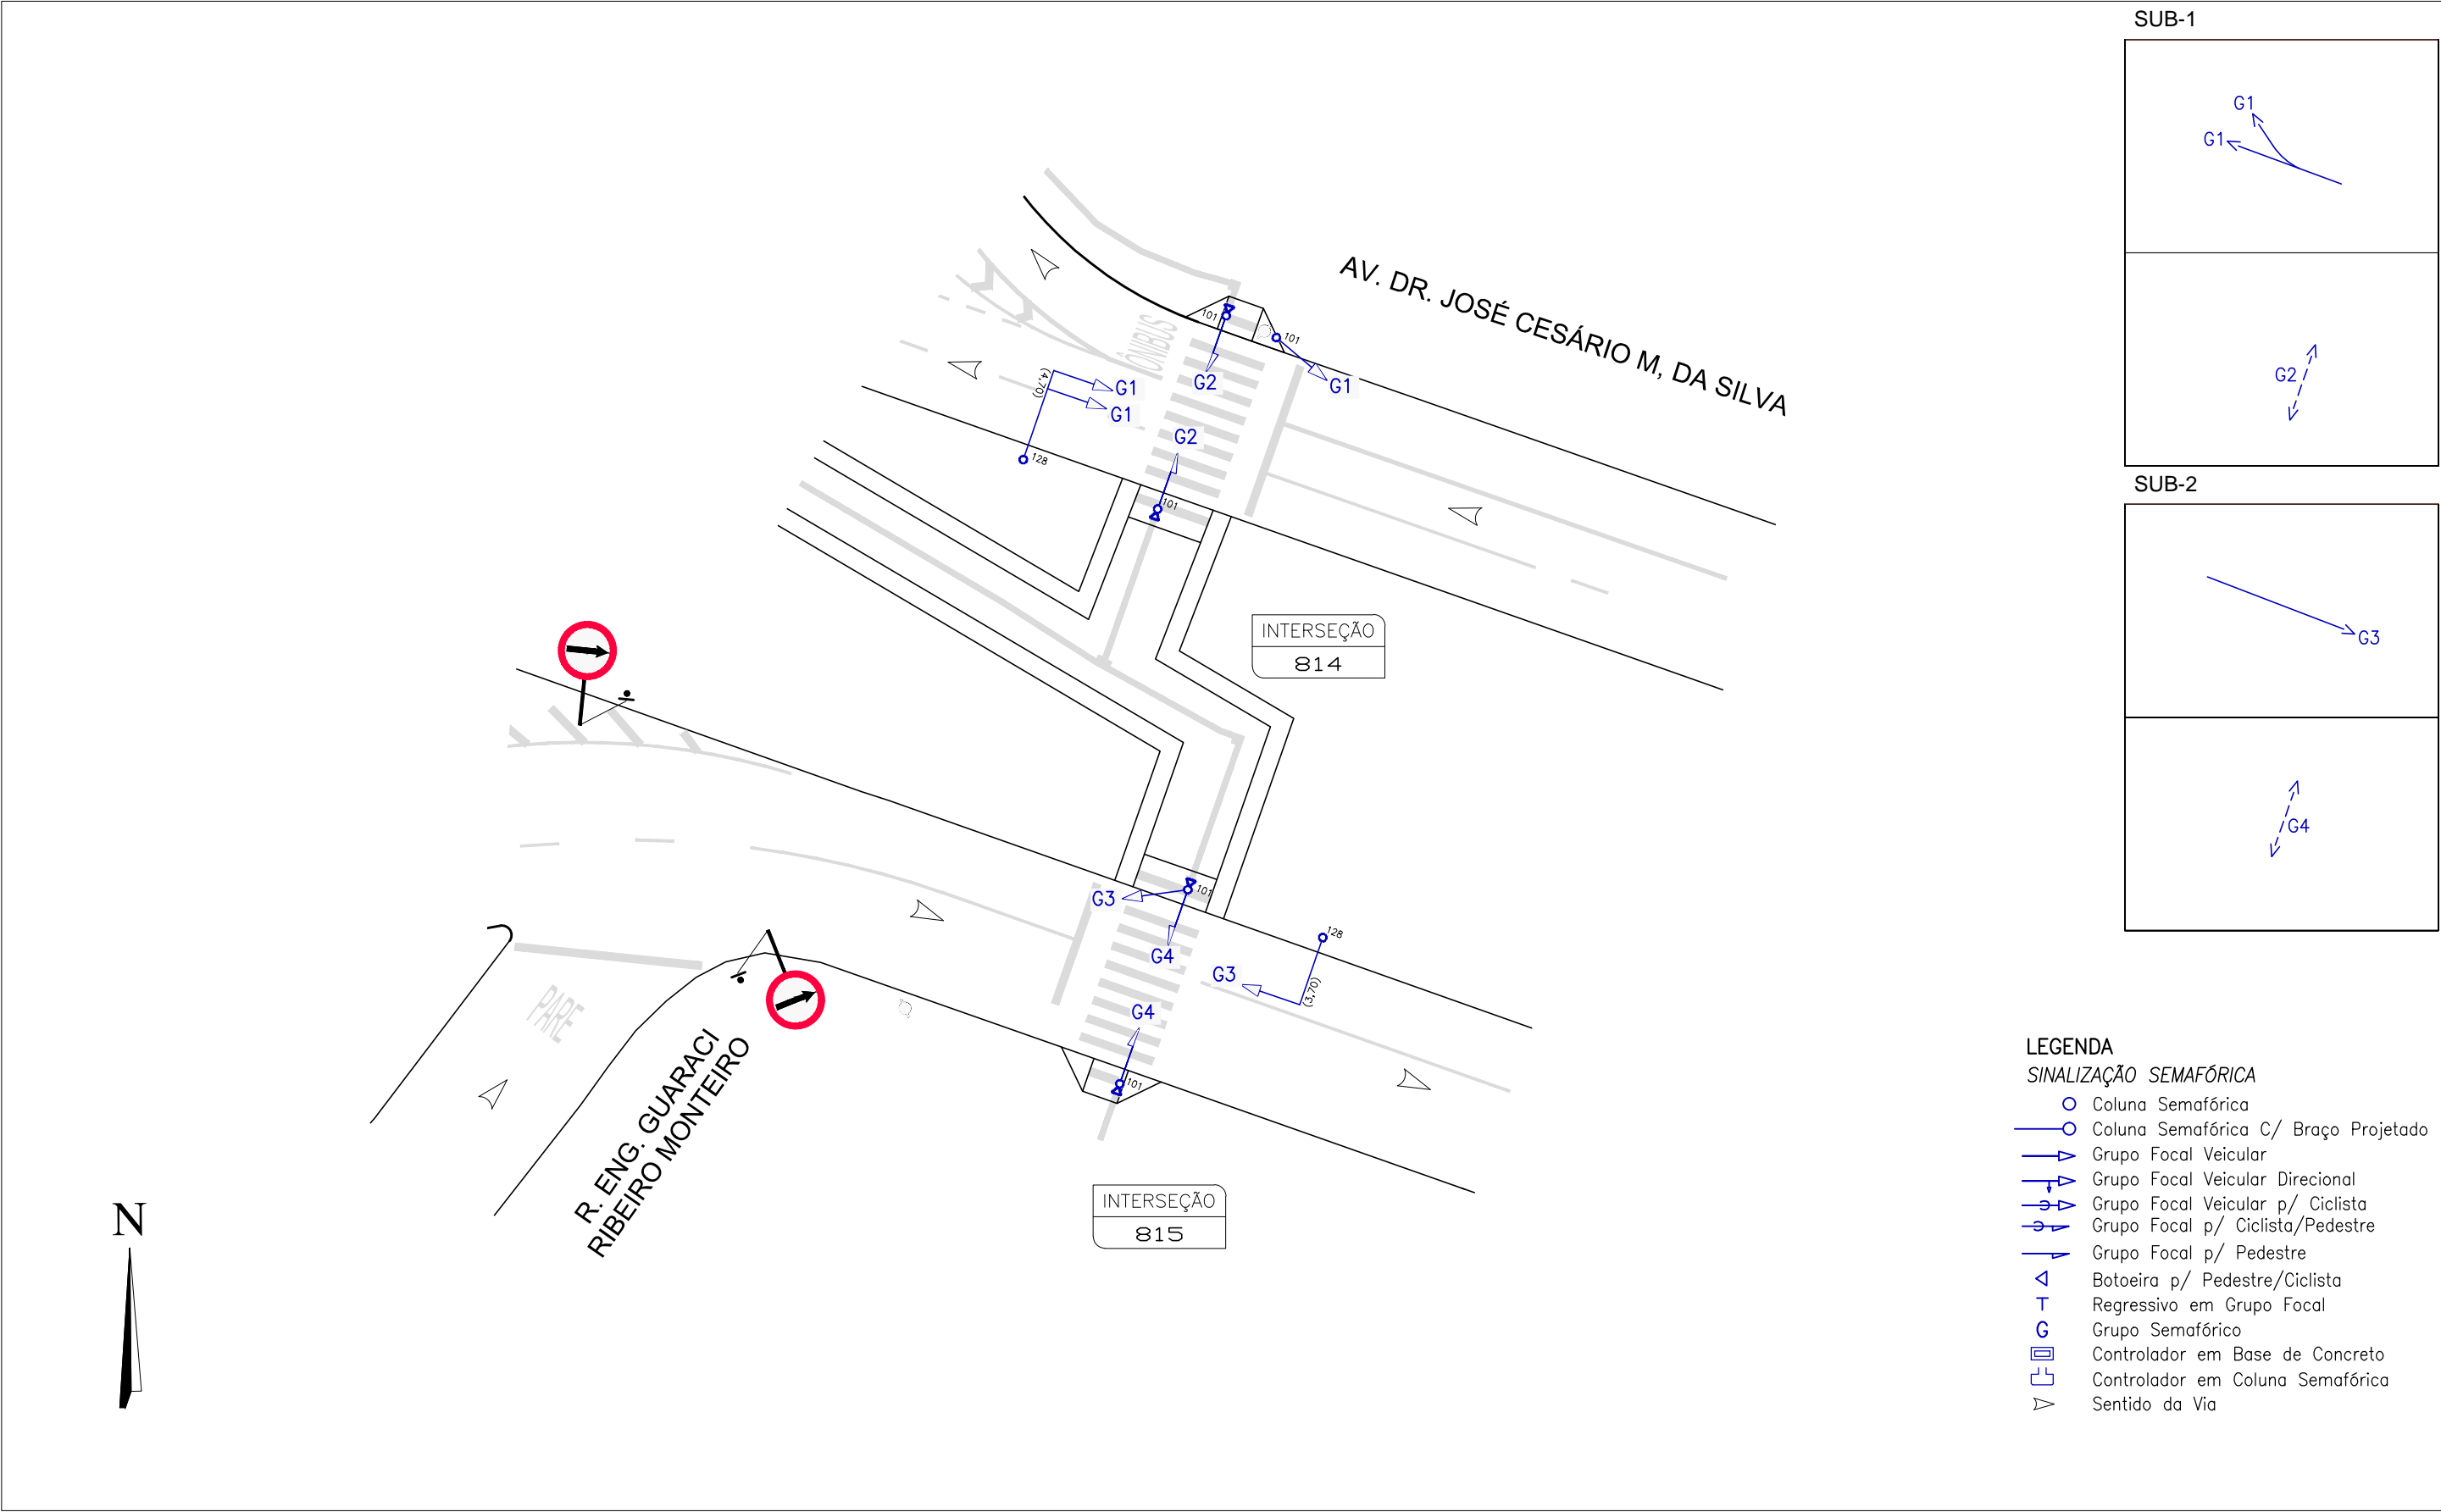 SUB-1
G1
G1
G2
SUB-2
G3
G4
AV. DR. JOSÉ CESÁRIO M, DA SILVA
ÔNIBUS
101
101
G2
G1
(4,70)
G1
G1
128
G2
101
INTERSEÇÃO
814
G3
101
G4
128
G3
(3,70)
G4
101
PARE
R. ENG. GUARACI
RIBEIRO MONTEIRO
INTERSEÇÃO
815
N
LEGENDA
SINALIZAÇÃO SEMAFÓRICA
Coluna Semafórica
Coluna Semafórica C/ Braço Projetado
Grupo Focal Veicular
Grupo Focal Veicular Direcional
Grupo Focal Veicular p/ Ciclista
Grupo Focal p/ Ciclista/Pedestre
Grupo Focal p/ Pedestre
Botoeira p/ Pedestre/Ciclista
T Regressivo em Grupo Focal
G Grupo Semafórico
Controlador em Base de Concreto
Controlador em Coluna Semafórica
Sentido da Via